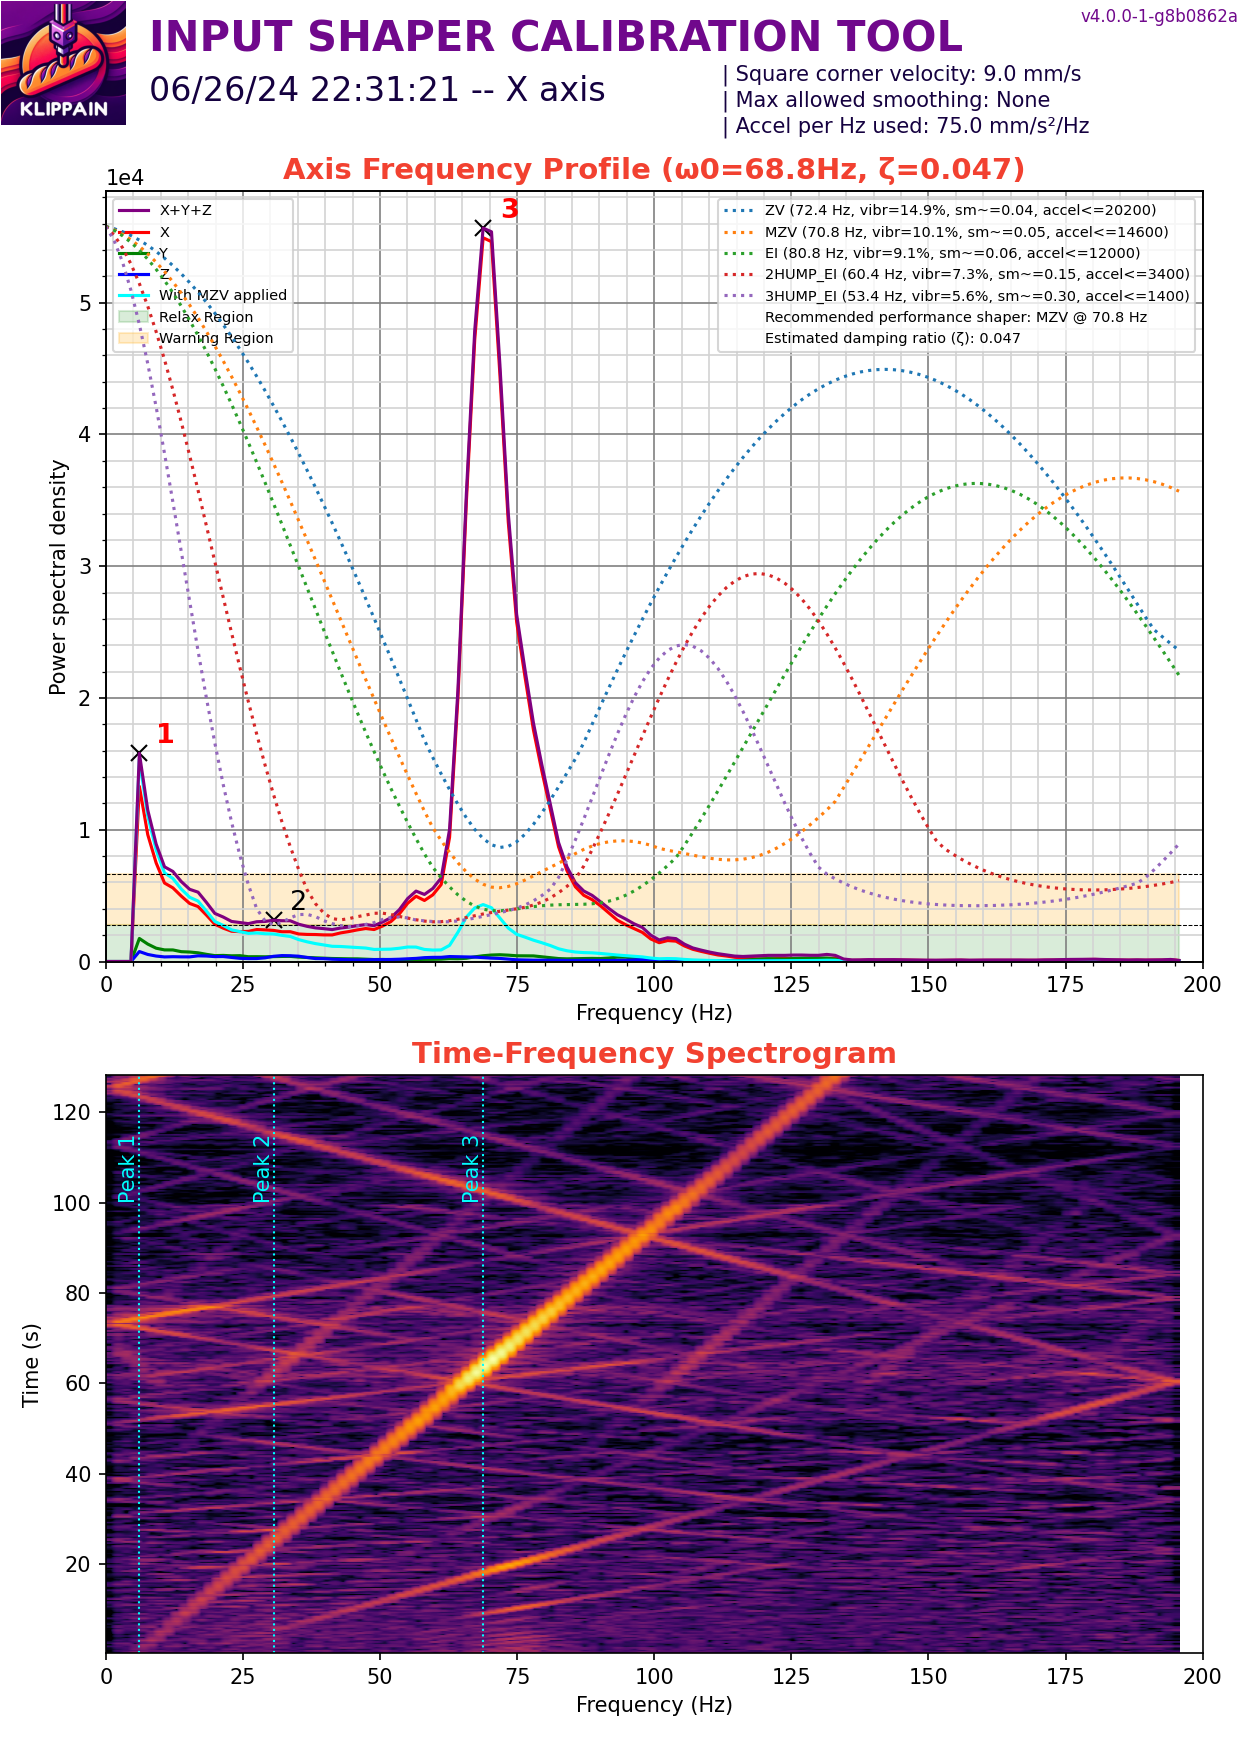 v4.0.0-1-g8b0862a
INPUT SHAPER CALIBRATION TOOL
06/26/24 22:31:21 -- X axis
| Square corner velocity: 9.0 mm/s
| Max allowed smoothing: None
| Accel per Hz used: 75.0 mm/s²/Hz
KLIPPAIN
Axis Frequency Profile (ω0=68.8Hz, ζ=0.047)
1e4
X+Y+Z
X
Y
Z
With MZV applied
Relax Region
Warning Region
ZV (72.4 Hz, vibr=14.9%, sm~=0.04, accel<=20200)
MZV (70.8 Hz, vibr=10.1%, sm~=0.05, accel<=14600)
EI (80.8 Hz, vibr=9.1%, sm~=0.06, accel<=12000)
2HUMP_EI (60.4 Hz, vibr=7.3%, sm~=0.15, accel<=3400)
3HUMP_EI (53.4 Hz, vibr=5.6%, sm~=0.30, accel<=1400)
Recommended performance shaper: MZV @ 70.8 Hz
Estimated damping ratio (ζ): 0.047
3
1
2
Power spectral density
5
4
3
2
1
0
0 25 50 75 100 125 150 175 200
Frequency (Hz)
Time-Frequency Spectrogram
Peak 1
Peak 2
Peak 3
Time (s)
120
100
80
60
40
20
0 25 50 75 100 125 150 175 200
Frequency (Hz)